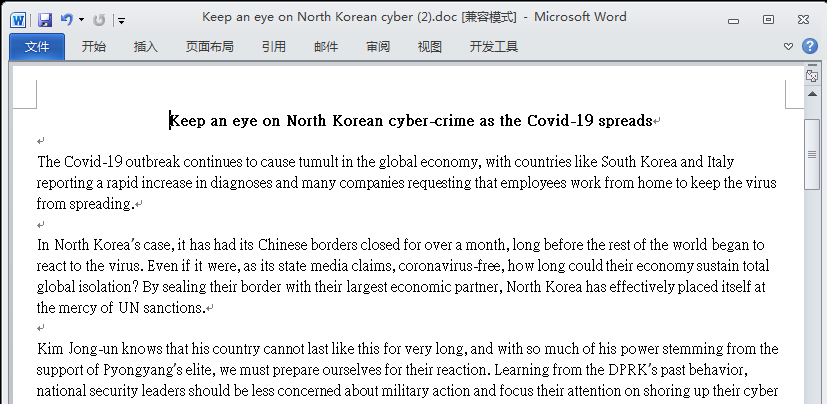 Keep an eye on North Korean cyber (2).doc [兼容模式] - Microsoft Word
文件 开始 插入 页面布局 引用 邮件 审阅 视图 开发工具
Keep an eye on North Korean cyber-crime as the Covid-19 spreads
The Covid-19 outbreak continues to cause tumult in the global economy, with countries like South Korea and Italy
reporting a rapid increase in diagnoses and many companies requesting that employees work from home to keep the virus
from spreading.
In North Korea's case, it has had its Chinese borders closed for over a month, long before the rest of the world began to
react to the virus. Even if it were, as its state media claims, coronavirus-free, how long could their economy sustain total
global isolation? By sealing their border with their largest economic partner, North Korea has effectively placed itself at
the mercy of UN sanctions.
Kim Jong-un knows that his country cannot last like this for very long, and with so much of his power stemming from the
support of Pyongyang's elite, we must prepare ourselves for their reaction. Learning from the DPRK's past behavior,
national security leaders should be less concerned about military action and focus their attention on shoring up their cyber